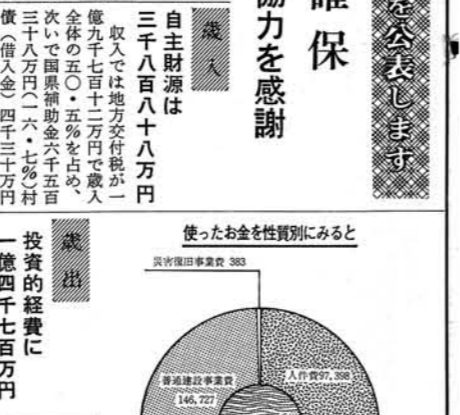 を公表します
確保
協力を感謝
歳入
自主財源は
三千八百八十八万円
収入では地方交付税が一
億九千七百十二万円で歳入
全体の五〇・五％を占め、
次いで国県補助金六千五百
三十八万円（一六・七％）村
債（借入金）四千三十万円
歳出
投資的経費に
一億四千七百万円
使ったお金を性質別にみると
災害復旧事業費 383
普通建設事業費
146,727
人件費97,398